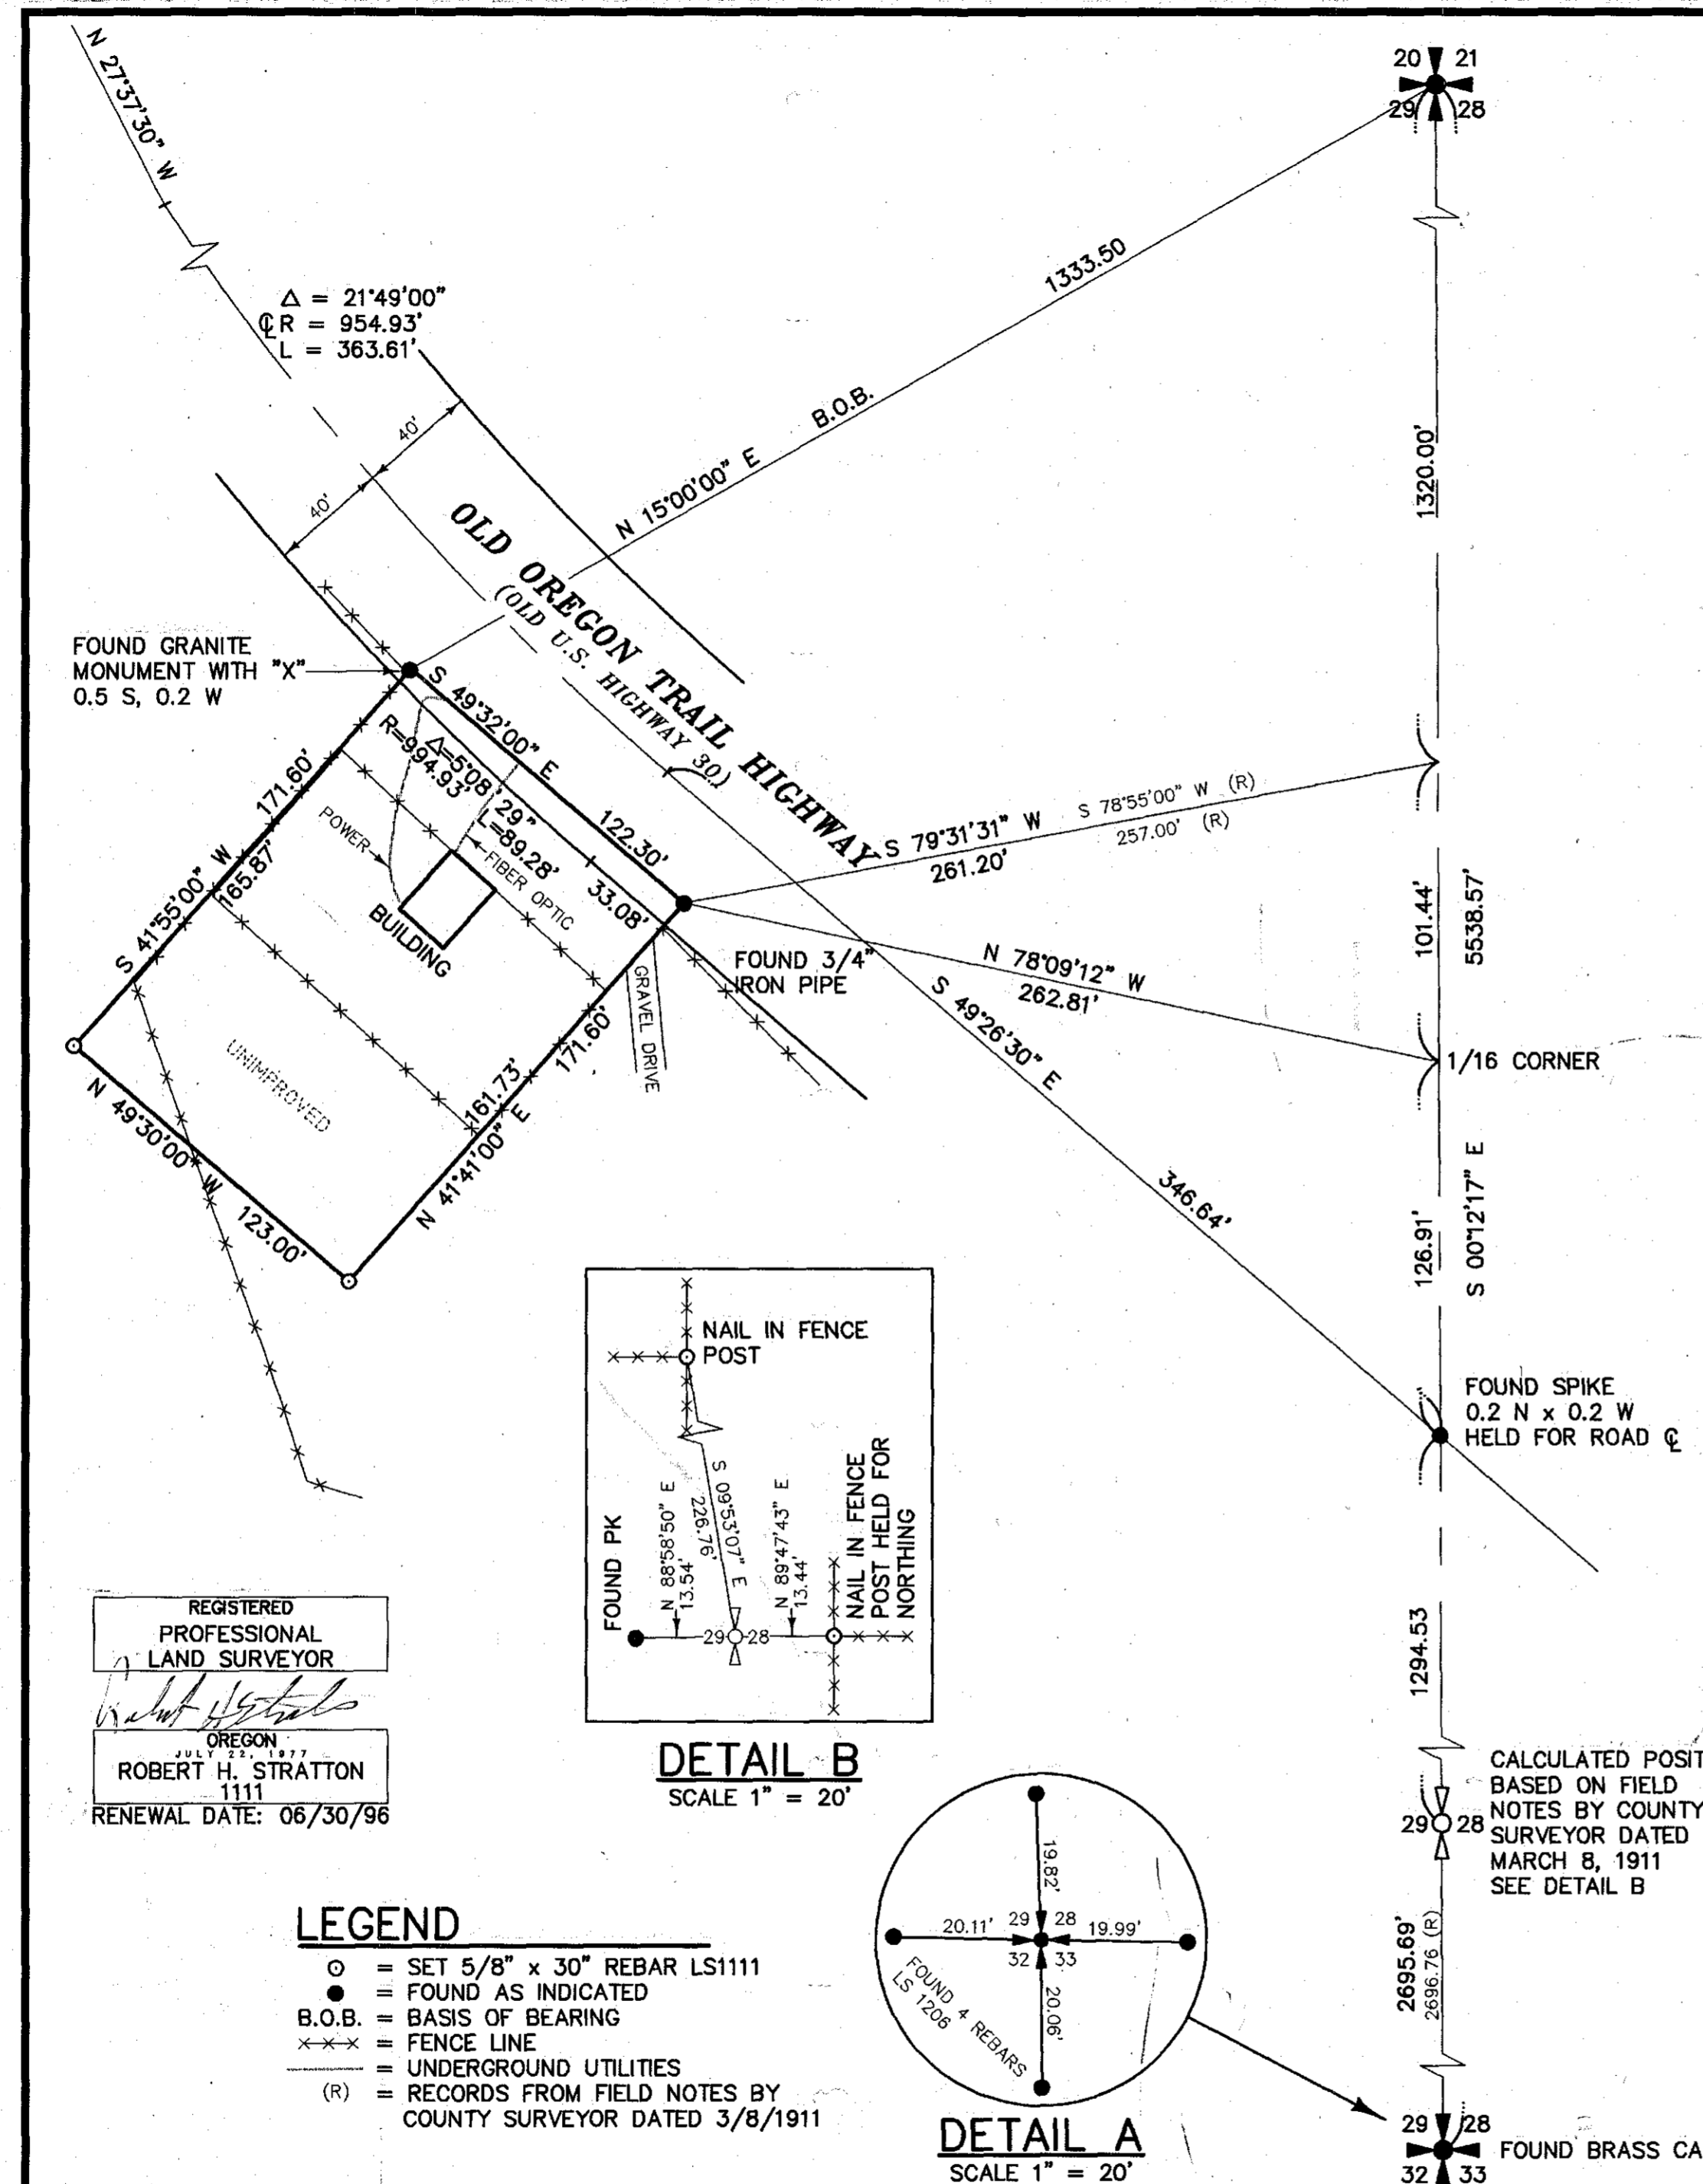 N 27°37'30" W
20 21
29 28
Δ = 21°49'00"
℄ R = 954.93'
L = 363.61'
40'
40'
1333.50
B.O.B.
N 15°00'00" E
1320.00'
OLD OREGON TRAIL HIGHWAY
(OLD U.S. HIGHWAY 30)
FOUND GRANITE
MONUMENT WITH "X"
0.5 S, 0.2 W
S 49°32'00" E
122.30'
Δ=5°08'29"
R=994.93'
L=89.28'
33.08'
171.60'
S 41°55'00" W
165.87'
POWER
FIBER OPTIC
BUILDING
UNIMPROVED
GRAVEL DRIVE
FOUND 3/4"
IRON PIPE
171.60'
161.73'
N 41°41'00" E
N 49°30'00" W
123.00'
S 79°31'31" W
261.20'
S 78°55'00" W (R)
257.00' (R)
N 78°09'12" W
262.81'
S 49°26'30" E
346.64'
101.44'
5538.57'
1/16 CORNER
126.91'
S 00°12'17" E
FOUND SPIKE
0.2 N x 0.2 W
HELD FOR ROAD ℄
1294.53
CALCULATED POSIT
BASED ON FIELD
NOTES BY COUNTY
SURVEYOR DATED
MARCH 8, 1911
SEE DETAIL B
29 28
2695.69'
2696.76 (R)
29 28
32 33
FOUND BRASS CA
NAIL IN FENCE
POST
FOUND PK
N 88°58'50" E
13.54'
S 09°53'07" E
226.76'
N 89°47'43" E
13.44'
NAIL IN FENCE
POST HELD FOR
NORTHING
29 28
DETAIL B
SCALE 1" = 20'
REGISTERED
PROFESSIONAL
LAND SURVEYOR
OREGON
JULY 22, 1977
ROBERT H. STRATTON
1111
RENEWAL DATE: 06/30/96
LEGEND
⊙ = SET 5/8" x 30" REBAR LS1111
● = FOUND AS INDICATED
B.O.B. = BASIS OF BEARING
x-x-x = FENCE LINE
= UNDERGROUND UTILITIES
(R) = RECORDS FROM FIELD NOTES BY
COUNTY SURVEYOR DATED 3/8/1911
19.82'
20.11'
29 28
19.99'
32 33
20.06'
FOUND 4 REBARS
LS 1206
DETAIL A
SCALE 1" = 20'